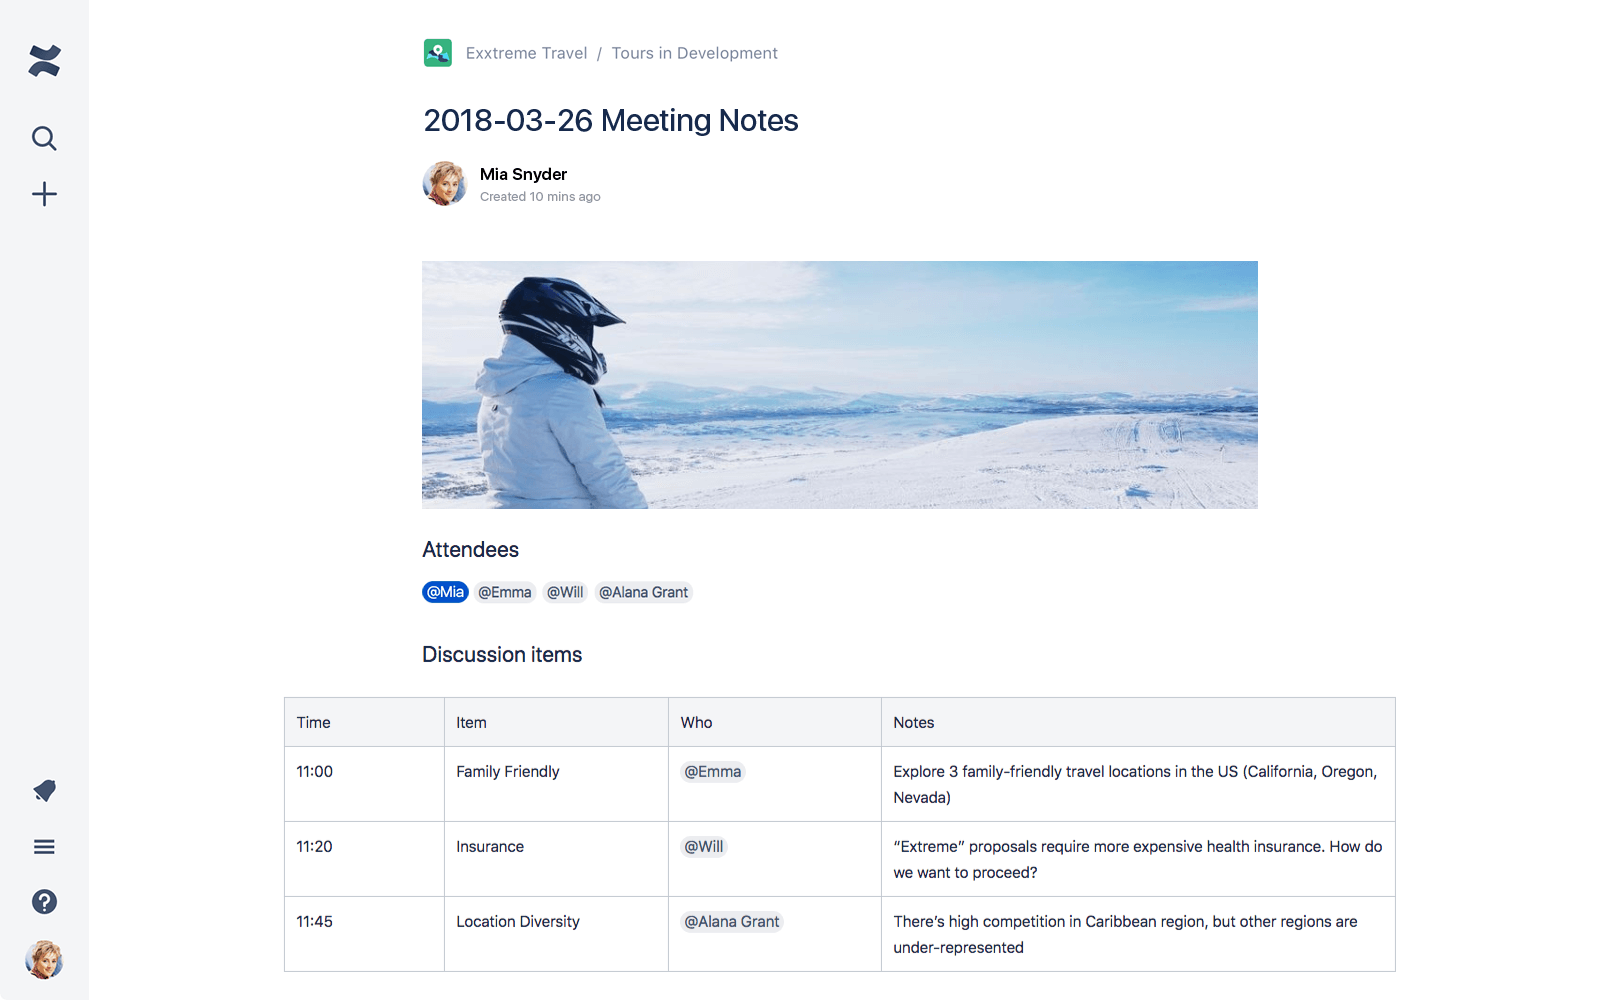 Exxtreme Travel / Tours in Development
2018-03-26 Meeting Notes
Mia Snyder
Created 10 mins ago
Attendees
@Mia @Emma @Will @Alana Grant
Discussion items
Time Item Who Notes
11:00 Family Friendly @Emma Explore 3 family-friendly travel locations in the US (California, Oregon,
Nevada)
11:20 Insurance @Will “Extreme” proposals require more expensive health insurance. How do
we want to proceed?
11:45 Location Diversity @Alana Grant There’s high competition in Caribbean region, but other regions are
under-represented